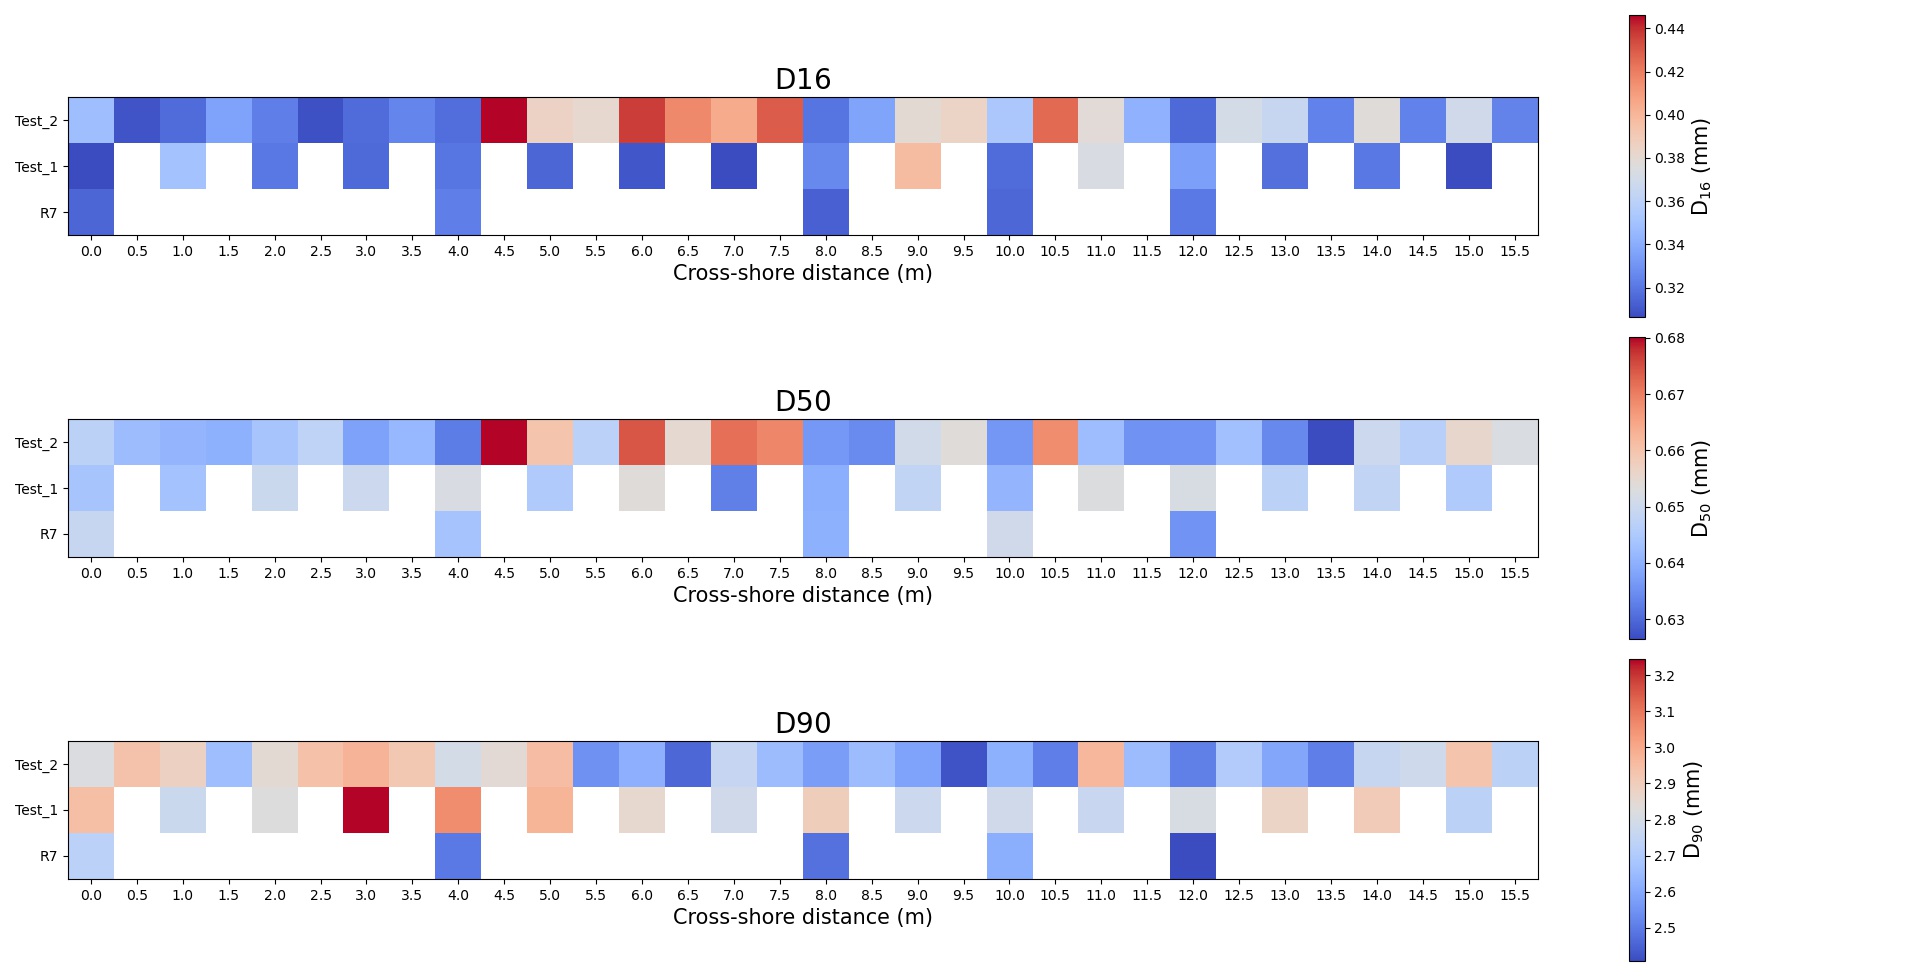 D16
Test_2
Test_1
R7
0.0 0.5 1.0 1.5 2.0 2.5 3.0 3.5 4.0 4.5 5.0 5.5 6.0 6.5 7.0 7.5 8.0 8.5 9.0 9.5 10.0 10.5 11.0 11.5 12.0 12.5 13.0 13.5 14.0 14.5 15.0 15.5
Cross-shore distance (m)
0.44
0.42
0.40
0.38
0.36
0.34
0.32
D₁₆ (mm)
D50
Test_2
Test_1
R7
0.0 0.5 1.0 1.5 2.0 2.5 3.0 3.5 4.0 4.5 5.0 5.5 6.0 6.5 7.0 7.5 8.0 8.5 9.0 9.5 10.0 10.5 11.0 11.5 12.0 12.5 13.0 13.5 14.0 14.5 15.0 15.5
Cross-shore distance (m)
0.68
0.67
0.66
0.65
0.64
0.63
D₅₀ (mm)
D90
Test_2
Test_1
R7
0.0 0.5 1.0 1.5 2.0 2.5 3.0 3.5 4.0 4.5 5.0 5.5 6.0 6.5 7.0 7.5 8.0 8.5 9.0 9.5 10.0 10.5 11.0 11.5 12.0 12.5 13.0 13.5 14.0 14.5 15.0 15.5
Cross-shore distance (m)
3.2
3.1
3.0
2.9
2.8
2.7
2.6
2.5
D₉₀ (mm)